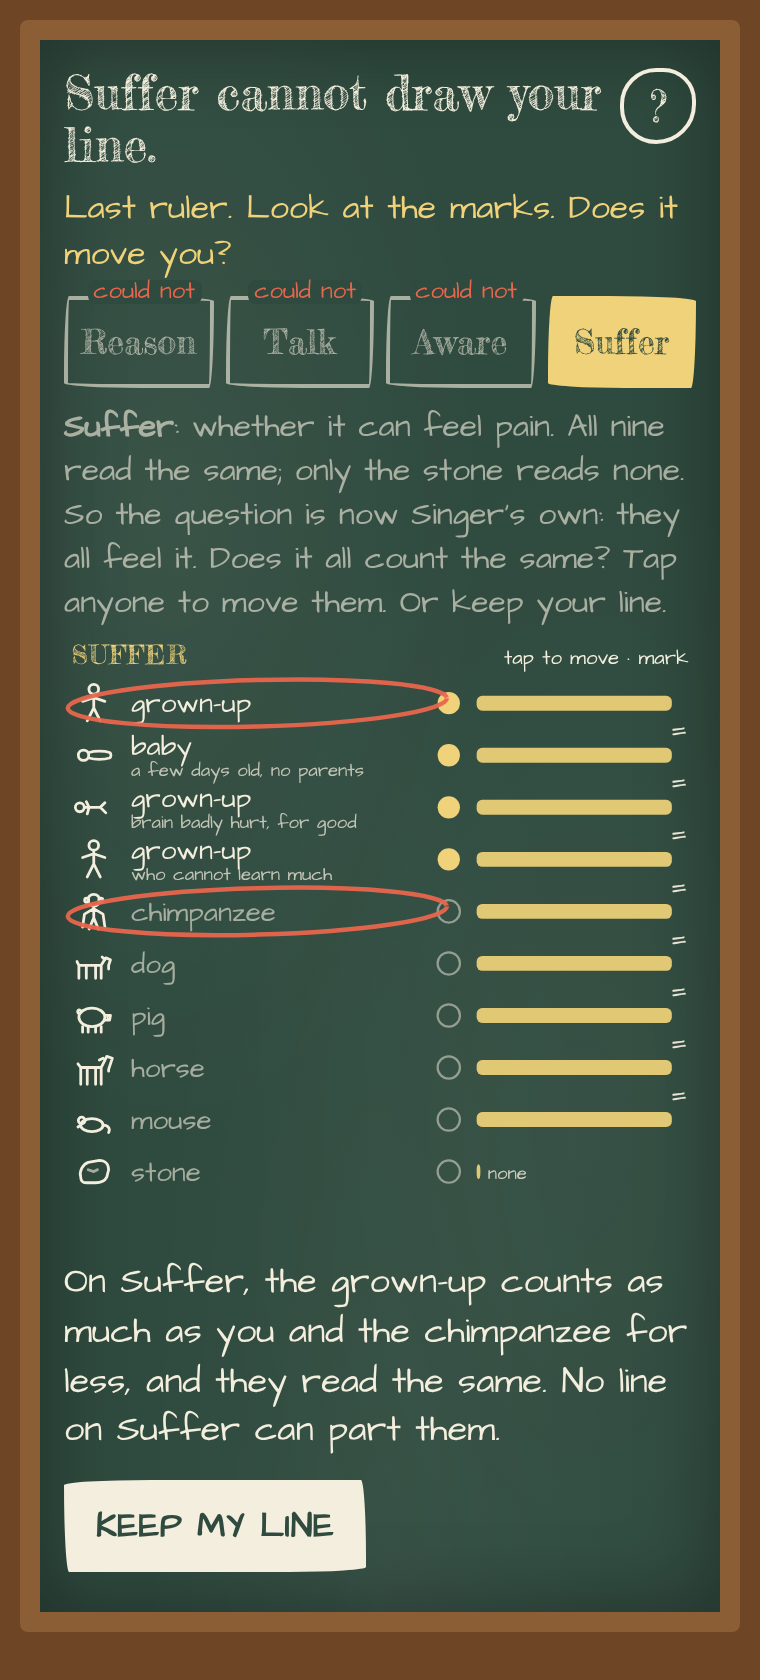 Suffer cannot draw your
line.
?
Last ruler. Look at the marks. Does it
move you?
could not could not could not
Reason Talk Aware Suffer
Suffer: whether it can feel pain. All nine
read the same; only the stone reads none.
So the question is now Singer's own: they
all feel it. Does it all count the same? Tap
anyone to move them. Or keep your line.
SUFFER tap to move · mark
grown-up
=
baby
a few days old, no parents
=
grown-up
brain badly hurt, for good
=
grown-up
who cannot learn much
=
chimpanzee
=
dog
=
pig
=
horse
=
mouse
stone none
On Suffer, the grown-up counts as
much as you and the chimpanzee for
less, and they read the same. No line
on Suffer can part them.
KEEP MY LINE